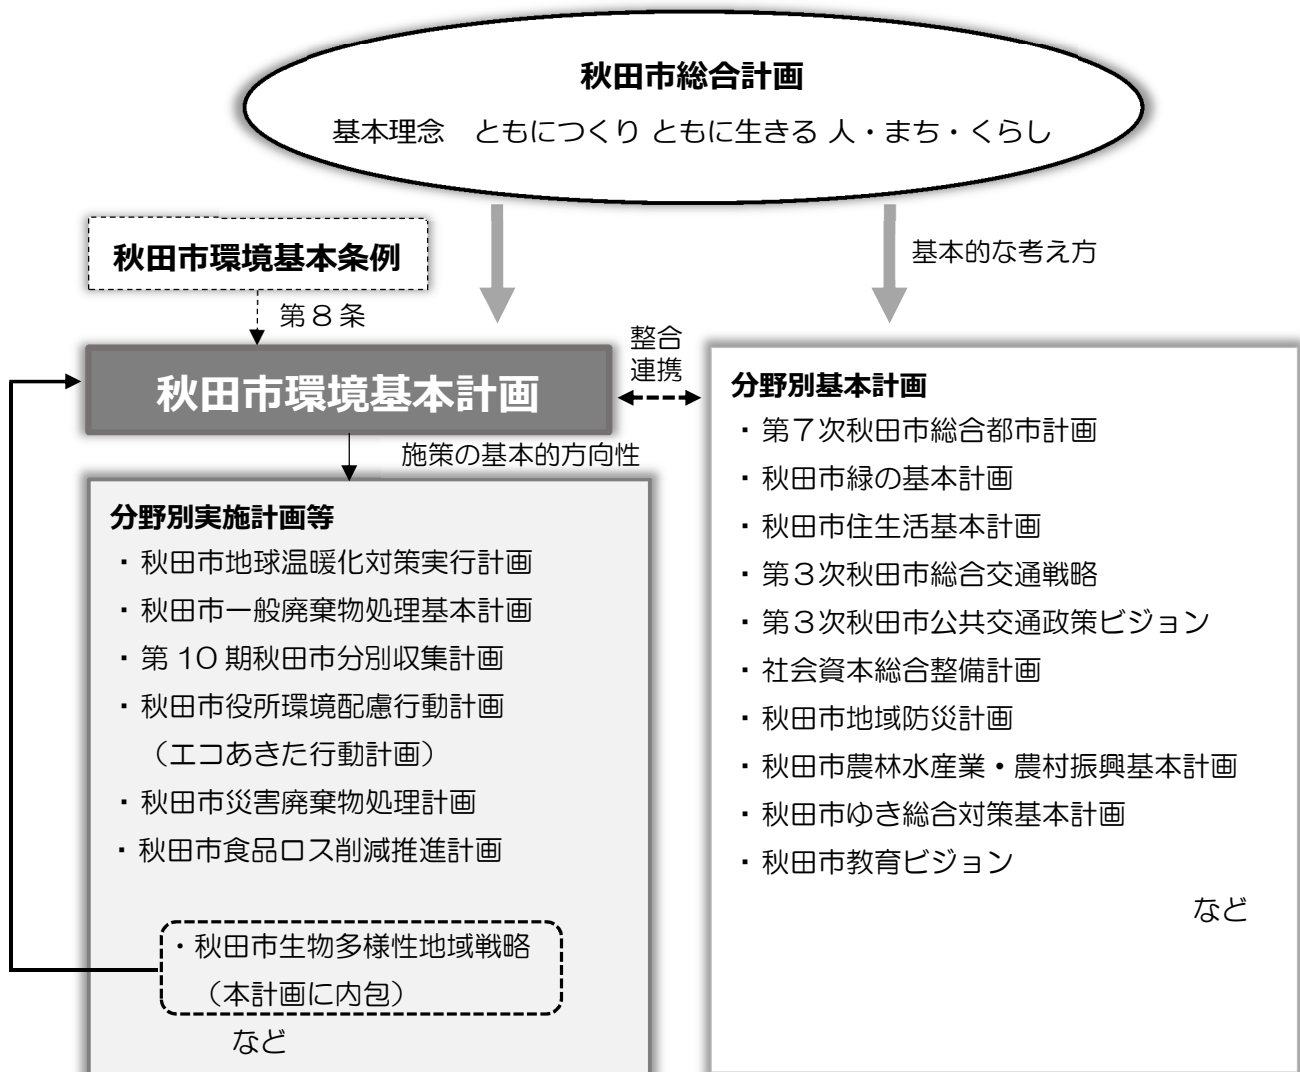 秋田市総合計画
基本理念　ともにつくり ともに生きる 人・まち・くらし
秋田市環境基本条例
基本的な考え方
第８条
整合
連携
秋田市環境基本計画
施策の基本的方向性
分野別実施計画等
・秋田市地球温暖化対策実行計画
・秋田市一般廃棄物処理基本計画
・第 10 期秋田市分別収集計画
・秋田市役所環境配慮行動計画
（エコあきた行動計画）
・秋田市災害廃棄物処理計画
・秋田市食品ロス削減推進計画
・秋田市生物多様性地域戦略
（本計画に内包）
など
分野別基本計画
・第７次秋田市総合都市計画
・秋田市緑の基本計画
・秋田市住生活基本計画
・第３次秋田市総合交通戦略
・第３次秋田市公共交通政策ビジョン
・社会資本総合整備計画
・秋田市地域防災計画
・秋田市農林水産業・農村振興基本計画
・秋田市ゆき総合対策基本計画
・秋田市教育ビジョン
など